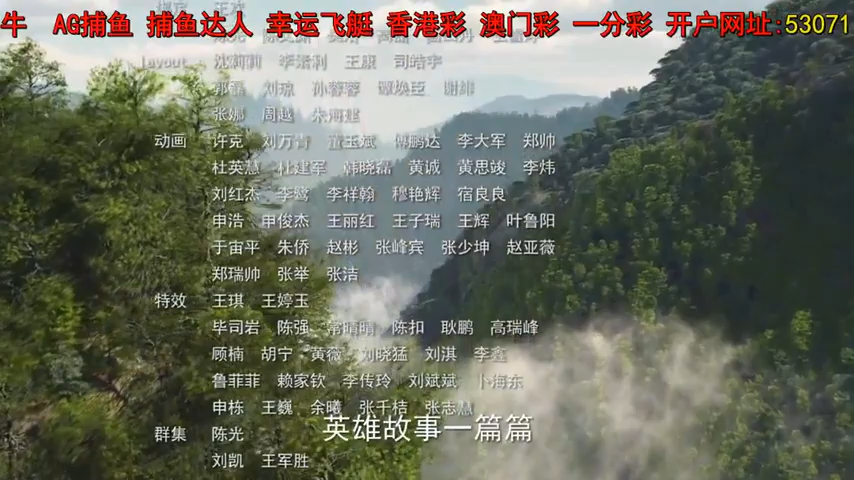 牛 AG捕鱼 捕鱼达人 幸运飞艇 香港彩 澳门彩 一分彩 开户网址:53071
Layout 沈莉莉 李素利 王康 司皓宇
郭磊 刘琼 孙蓉蓉 覃焕臣 谢绯
张娜 周越 朱海建
动画 许克 刘万青 董玉斌 傅鹏达 李大军 郑帅
杜英慧 杜建军 韩晓磊 黄诚 黄思竣 李炜
刘红杰 李鹭 李祥翰 穆艳辉 宿良良
申浩 申俊杰 王丽红 王子瑞 王辉 叶鲁阳
于宙平 朱侨 赵彬 张峰宾 张少坤 赵亚薇
郑瑞帅 张举 张洁
特效 王琪 王婷玉
毕司岩 陈强 常晴晴 陈扣 耿鹏 高瑞峰
顾楠 胡宁 黄薇 刘晓猛 刘淇 李鑫
鲁菲菲 赖家钦 李传玲 刘斌斌 卜海东
申栋 王巍 余曦 张千桔 张志慧
群集 陈光
英雄故事一篇篇
刘凯 王军胜